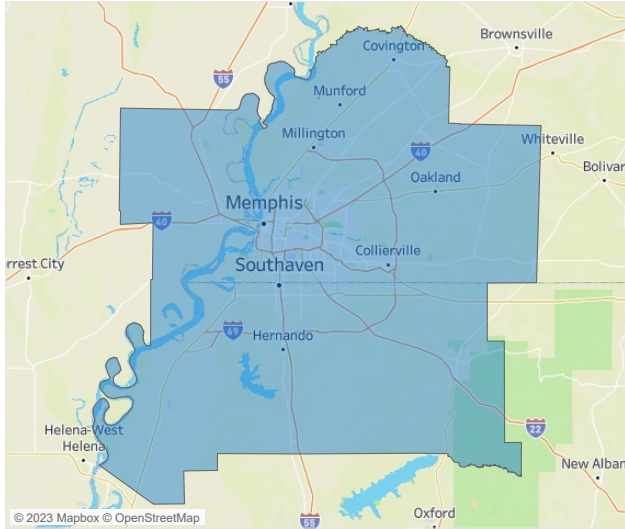 Covington
Brownsville
55
Munford
Millington
40
Whiteville
Bolivar
Oakland
Memphis
40
Collierville
rrest City
Southaven
69
Hernando
Helena-West
Helena
22
New Alban
Oxford
55
© 2023 Mapbox © OpenStreetMap